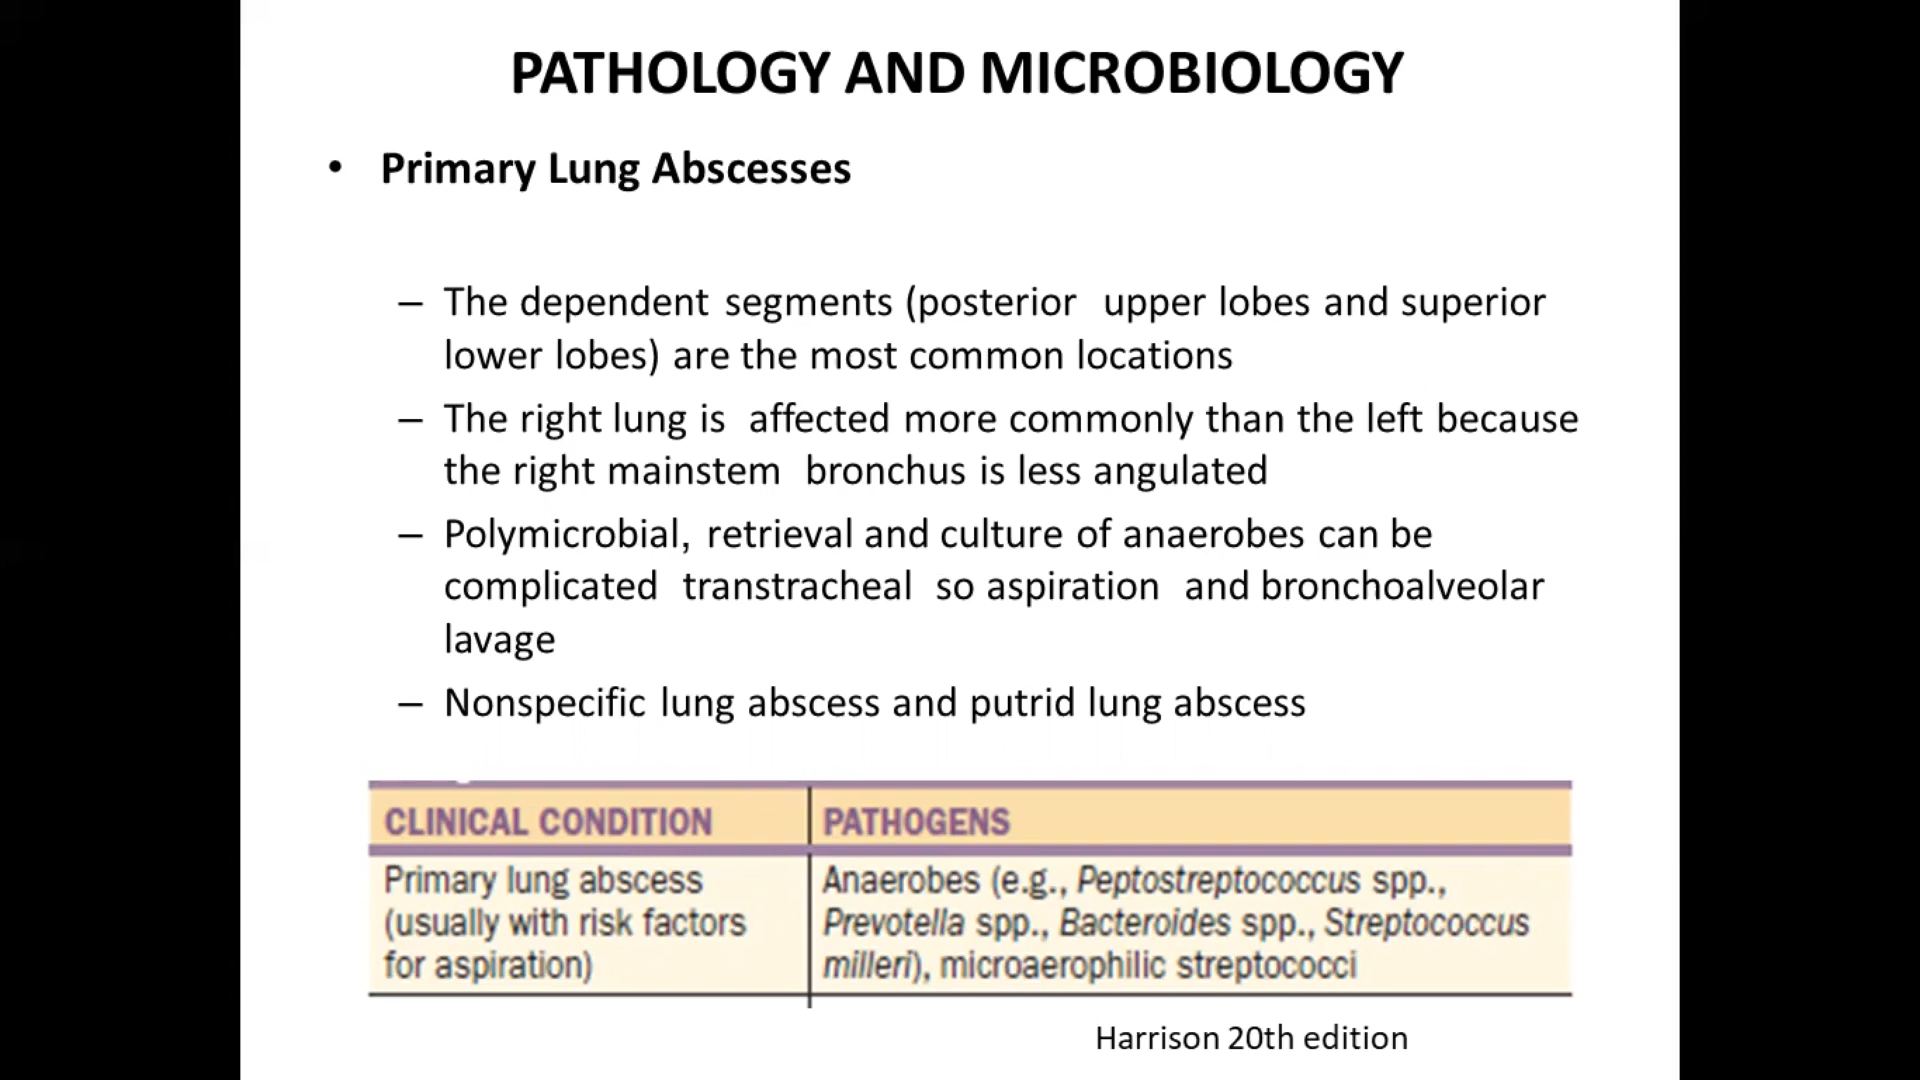 PATHOLOGY AND MICROBIOLOGY
• Primary Lung Abscesses
– The dependent segments (posterior upper lobes and superior
lower lobes) are the most common locations
– The right lung is affected more commonly than the left because
the right mainstem bronchus is less angulated
– Polymicrobial, retrieval and culture of anaerobes can be
complicated transtracheal so aspiration and bronchoalveolar
lavage
– Nonspecific lung abscess and putrid lung abscess
CLINICAL CONDITION PATHOGENS
Primary lung abscess Anaerobes (e.g., Peptostreptococcus spp.,
(usually with risk factors Prevotella spp., Bacteroides spp., Streptococcus
for aspiration) milleri), microaerophilic streptococci
Harrison 20th edition